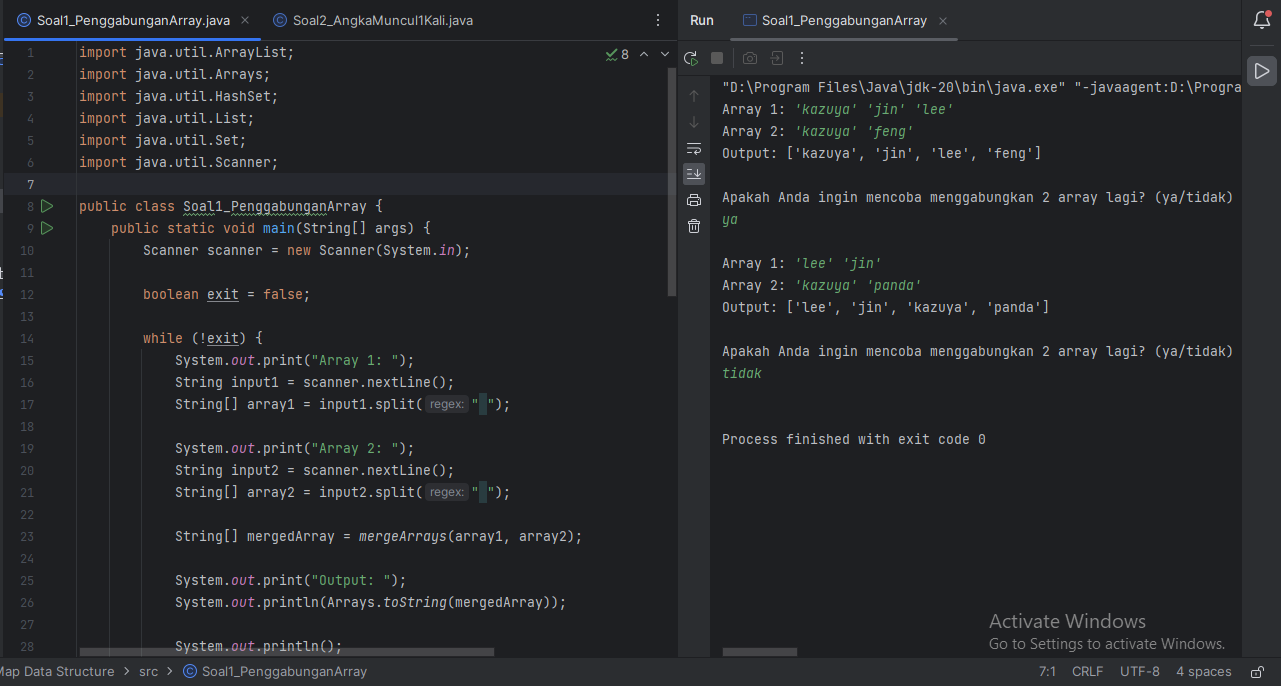 Soal1_PenggabunganArray.java
Soal2_AngkaMuncul1Kali.java
8
1 import java.util.ArrayList;
2 import java.util.Arrays;
3 import java.util.HashSet;
4 import java.util.List;
5 import java.util.Set;
6 import java.util.Scanner;
7
8 public class Soal1_PenggabunganArray {
9 public static void main(String[] args) {
10 Scanner scanner = new Scanner(System.in);
11
12 boolean exit = false;
13
14 while (!exit) {
15 System.out.print("Array 1: ");
16 String input1 = scanner.nextLine();
17 String[] array1 = input1.split( regex: " ");
18
19 System.out.print("Array 2: ");
20 String input2 = scanner.nextLine();
21 String[] array2 = input2.split( regex: " ");
22
23 String[] mergedArray = mergeArrays(array1, array2);
24
25 System.out.print("Output: ");
26 System.out.println(Arrays.toString(mergedArray));
27
28 System.out.println();
Run Soal1_PenggabunganArray
"D:\Program Files\Java\jdk-20\bin\java.exe" "-javaagent:D:\Progra
Array 1: 'kazuya' 'jin' 'lee'
Array 2: 'kazuya' 'feng'
Output: ['kazuya', 'jin', 'lee', 'feng']
Apakah Anda ingin mencoba menggabungkan 2 array lagi? (ya/tidak)
ya
Array 1: 'lee' 'jin'
Array 2: 'kazuya' 'panda'
Output: ['lee', 'jin', 'kazuya', 'panda']
Apakah Anda ingin mencoba menggabungkan 2 array lagi? (ya/tidak)
tidak
Process finished with exit code 0
Activate Windows
Go to Settings to activate Windows.
Map Data Structure > src > Soal1_PenggabunganArray
7:1 CRLF UTF-8 4 spaces